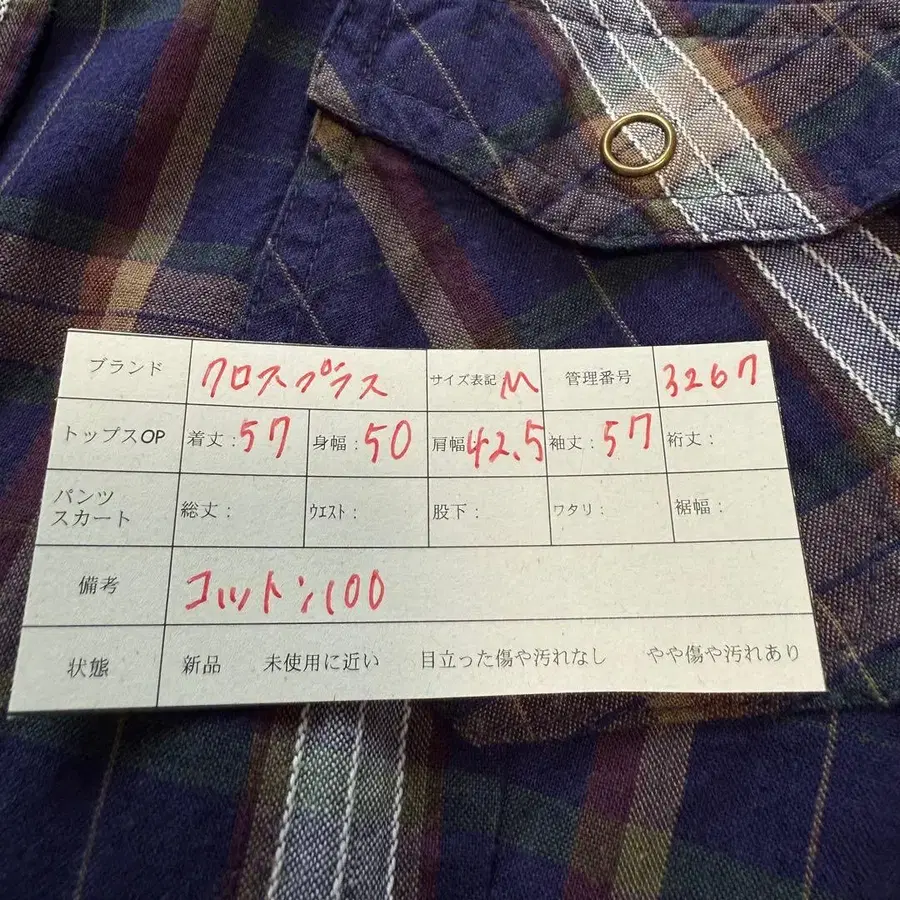 ブランド クロスプラス サイズ表記 M 管理番号 3267
トップスOP 着丈:57 身幅:50 肩幅:42.5 袖丈:57 裄丈:
パンツ
スカート 総丈: ウエスト: 股下: ワタリ: 裾幅:
備考 コットン100
状態 新品 未使用に近い 目立った傷や汚れなし やや傷や汚れあり